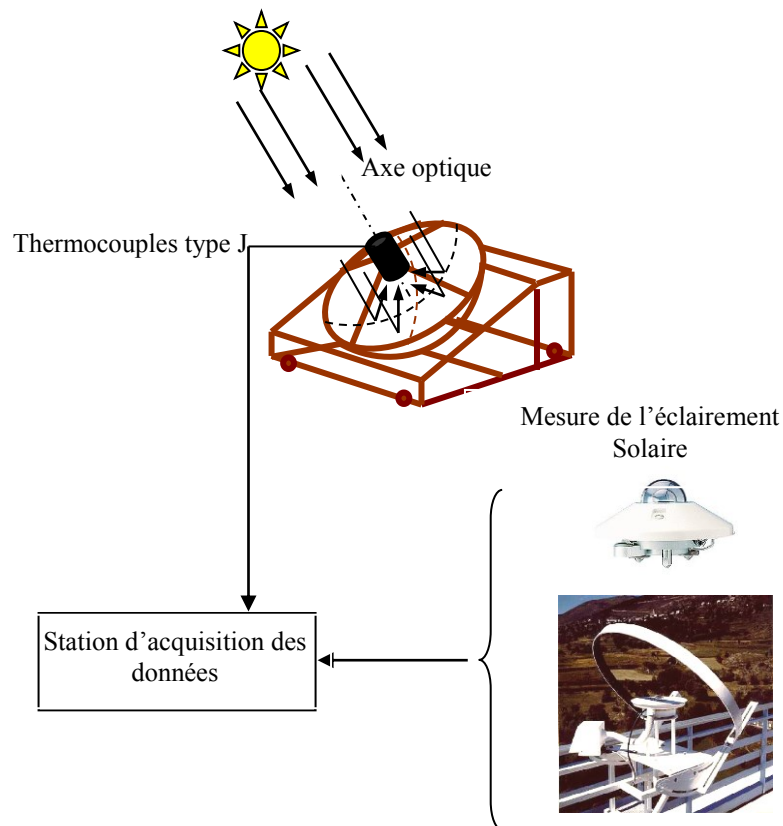 Axe optique
Thermocouples type J
Mesure de l'éclairement
Solaire
Station d'acquisition des
données